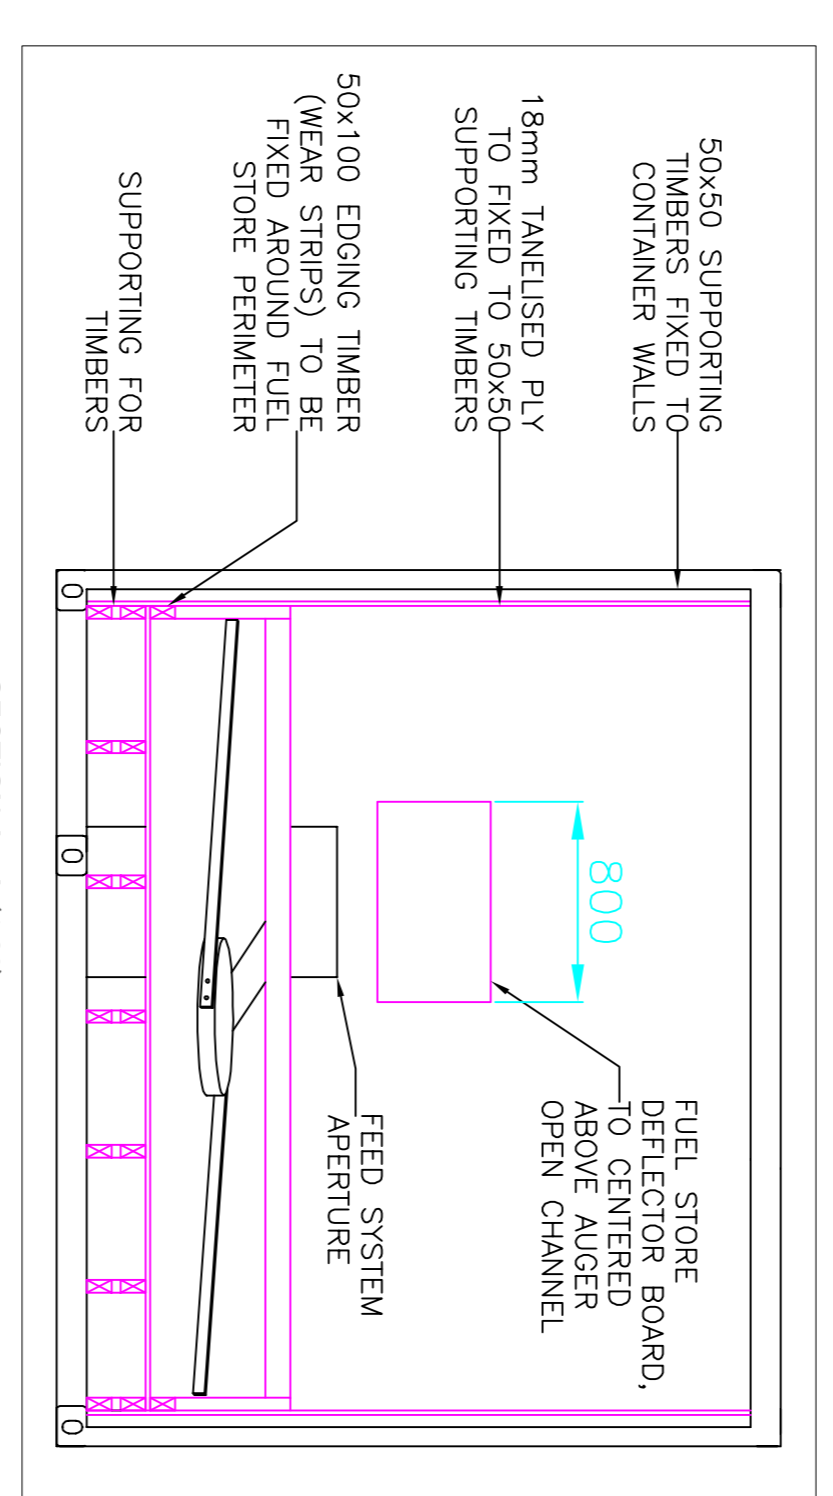 50x50 SUPPORTING
TIMBERS FIXED TO
CONTAINER WALLS
18mm TANELISED PLY
TO FIXED TO 50x50
SUPPORTING TIMBERS
50x100 EDGING TIMBER
(WEAR STRIPS) TO BE
FIXED AROUND FUEL
STORE PERIMETER
SUPPORTING FOR
TIMBERS
800
FUEL STORE
DEFLECTOR BOARD,
TO CENTERED
ABOVE AUGER
OPEN CHANNEL
FEED SYSTEM
APERTURE